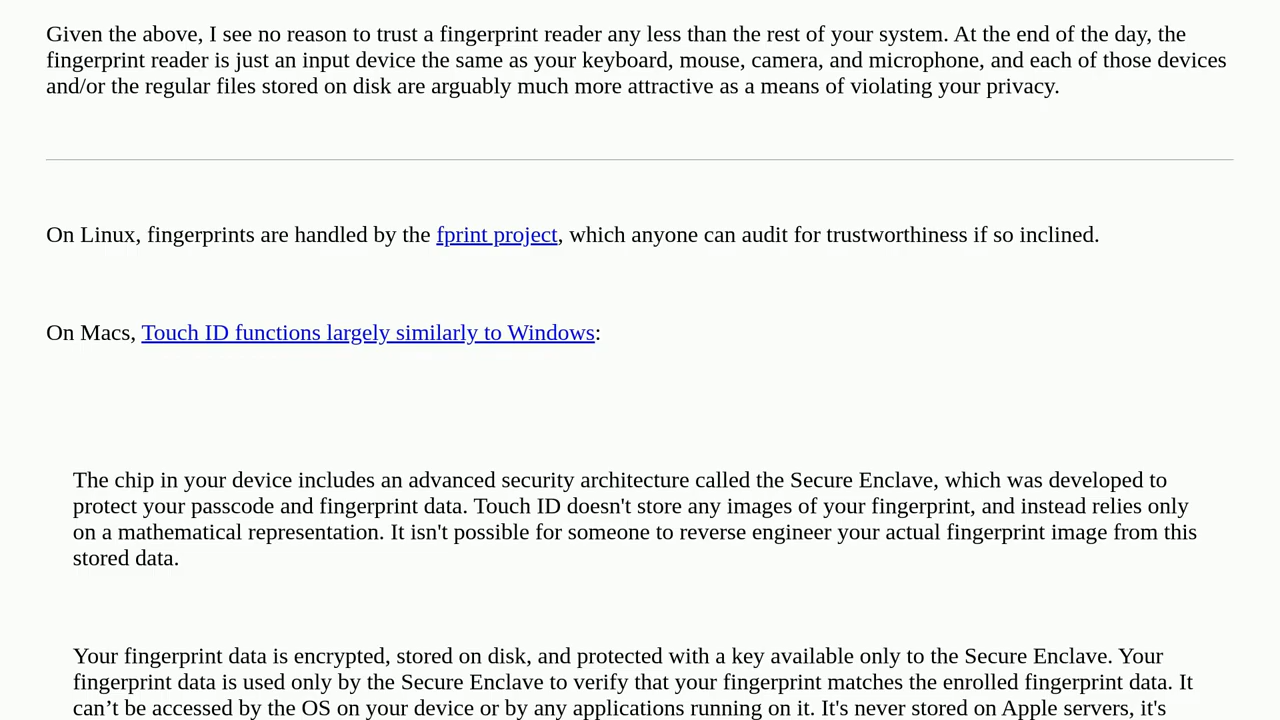 Given the above, I see no reason to trust a fingerprint reader any less than the rest of your system. At the end of the day, the
fingerprint reader is just an input device the same as your keyboard, mouse, camera, and microphone, and each of those devices
and/or the regular files stored on disk are arguably much more attractive as a means of violating your privacy.
On Linux, fingerprints are handled by the fprint project, which anyone can audit for trustworthiness if so inclined.
On Macs, Touch ID functions largely similarly to Windows:
The chip in your device includes an advanced security architecture called the Secure Enclave, which was developed to
protect your passcode and fingerprint data. Touch ID doesn't store any images of your fingerprint, and instead relies only
on a mathematical representation. It isn't possible for someone to reverse engineer your actual fingerprint image from this
stored data.
Your fingerprint data is encrypted, stored on disk, and protected with a key available only to the Secure Enclave. Your
fingerprint data is used only by the Secure Enclave to verify that your fingerprint matches the enrolled fingerprint data. It
can’t be accessed by the OS on your device or by any applications running on it. It's never stored on Apple servers, it's